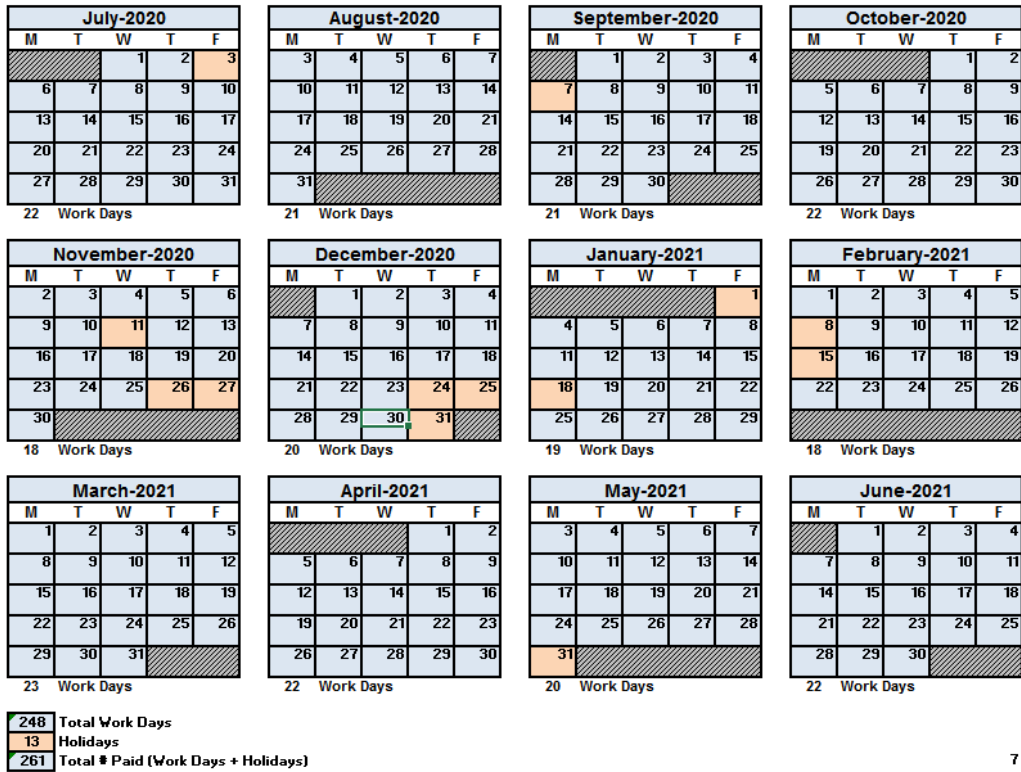 July-2020 August-2020 September-2020 October-2020
M T W T F M T W T F M T W T F M T W T F
1 2 3 3 4 5 6 7 1 2 3 4 1 2
6 7 8 9 10 10 11 12 13 14 7 8 9 10 11 5 6 7 8 9
13 14 15 16 17 17 18 19 20 21 14 15 16 17 18 12 13 14 15 16
20 21 22 23 24 24 25 26 27 28 21 22 23 24 25 19 20 21 22 23
27 28 29 30 31 31 28 29 30 26 27 28 29 30
22 Work Days 21 Work Days 21 Work Days 22 Work Days
November-2020 December-2020 January-2021 February-2021
M T W T F M T W T F M T W T F M T W T F
2 3 4 5 6 1 2 3 4 1 1 2 3 4 5
9 10 11 12 13 7 8 9 10 11 4 5 6 7 8 8 9 10 11 12
16 17 18 19 20 14 15 16 17 18 11 12 13 14 15 15 16 17 18 19
23 24 25 26 27 21 22 23 24 25 18 19 20 21 22 22 23 24 25 26
30 28 29 30 31 25 26 27 28 29
18 Work Days 20 Work Days 19 Work Days 18 Work Days
March-2021 April-2021 May-2021 June-2021
M T W T F M T W T F M T W T F M T W T F
1 2 3 4 5 1 2 3 4 5 6 7 1 2 3 4
8 9 10 11 12 5 6 7 8 9 10 11 12 13 14 7 8 9 10 11
15 16 17 18 19 12 13 14 15 16 17 18 19 20 21 14 15 16 17 18
22 23 24 25 26 19 20 21 22 23 24 25 26 27 28 21 22 23 24 25
29 30 31 26 27 28 29 30 31 28 29 30
23 Work Days 22 Work Days 20 Work Days 22 Work Days
248 Total Work Days
13 Holidays
261 Total # Paid (Work Days + Holidays) 7